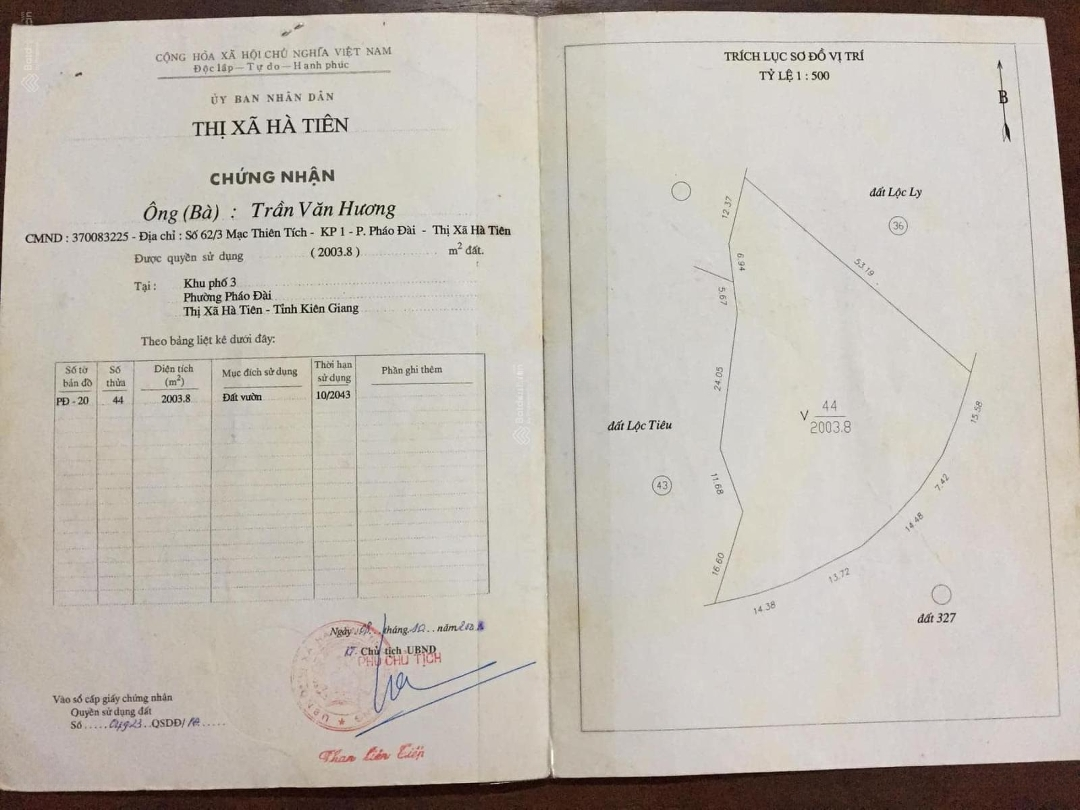 CỘNG HÒA XÃ HỘI CHỦ NGHĨA VIỆT NAM
Độc lập — Tự do — Hạnh phúc
ỦY BAN NHÂN DÂN
THỊ XÃ HÀ TIÊN
CHỨNG NHẬN
Ông (Bà) : Trần Văn Hương
CMND : 370083225 - Địa chỉ : Số 62/3 Mạc Thiên Tích - KP 1 - P. Pháo Đài - Thị Xã Hà Tiên
Được quyền sử dụng ( 2003.8 ) m² đất.
Tại : Khu phố 3
Phường Pháo Đài
Thị Xã Hà Tiên - Tỉnh Kiên Giang
Theo bảng liệt kê dưới đây:
Số tờ bản đồ Số thửa Diện tích (m²) Mục đích sử dụng Thời hạn sử dụng Phần ghi thêm
PĐ - 20 44 2003.8 Đất vườn 10/2043
Ngày tháng 12 năm
Chủ tịch UBND
PHÓ CHỦ TỊCH
Vào sổ cấp giấy chứng nhận
Quyền sử dụng đất
Số QSDĐ/
TRÍCH LỤC SƠ ĐỒ VỊ TRÍ
TỶ LỆ 1 : 500
B
đất Lộc Ly
36
12.37
6.94
53.19
5.67
24.05
15.58
V 44
2003.8
đất Lộc Tiêu
43
11.68
7.42
14.48
16.60
13.72
14.38
đất 327